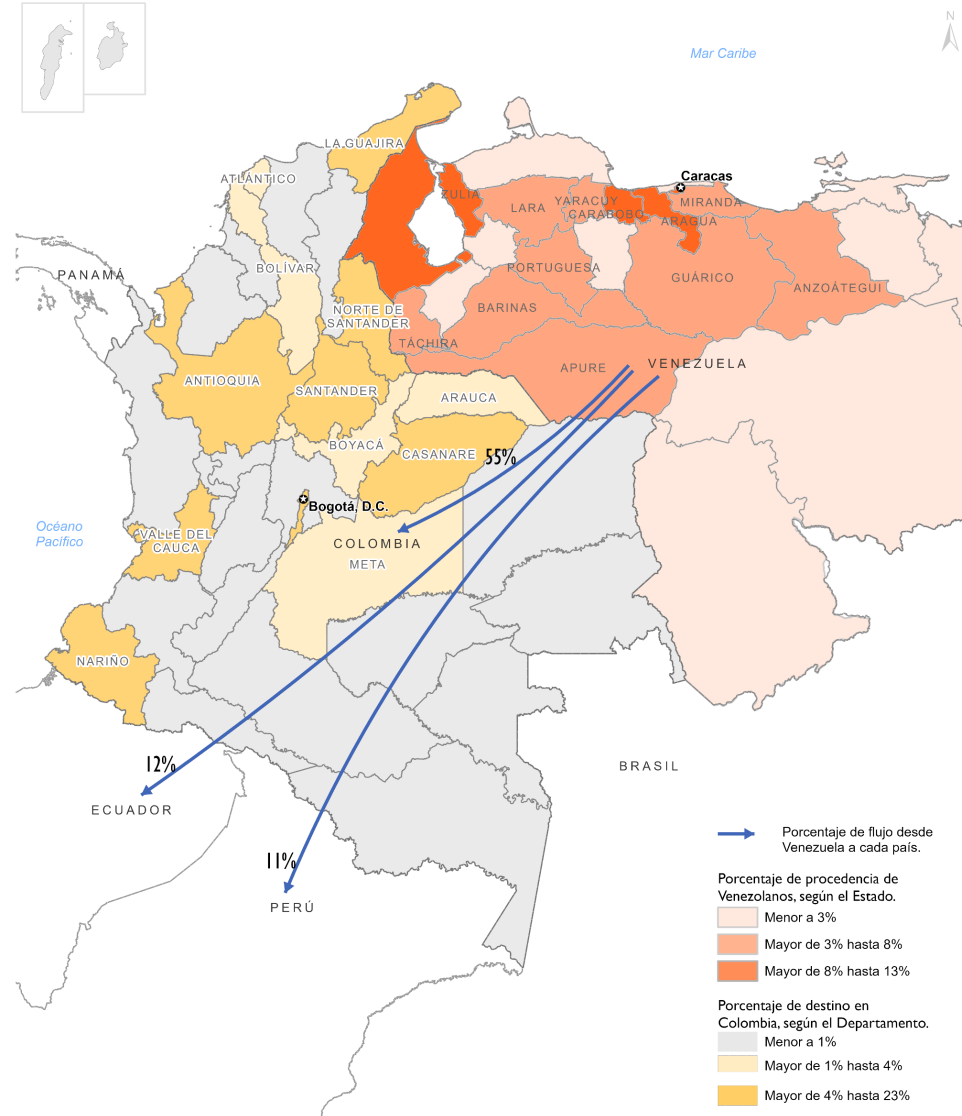 N
Mar Caribe
LA GUAJIRA
ATLÁNTICO
Caracas
ZULIA
YARACUY
MIRANDA
LARA
CARABOBO
ARAGUA
PANAMÁ
BOLÍVAR
PORTUGUESA
GUÁRICO
ANZOÁTEGUI
NORTE DE
SANTANDER
BARINAS
TÁCHIRA
APURE
VENEZUELA
ANTIOQUIA
SANTANDER
ARAUCA
BOYACÁ
CASANARE
55%
Bogotá, D.C.
Océano
Pacífico
VALLE DEL
CAUCA
COLOMBIA
META
NARIÑO
12%
BRASIL
ECUADOR
11%
PERÚ
Porcentaje de flujo desde
Venezuela a cada país.
Porcentaje de procedencia de
Venezolanos, según el Estado.
Menor a 3%
Mayor de 3% hasta 8%
Mayor de 8% hasta 13%
Porcentaje de destino en
Colombia, según el Departamento.
Menor a 1%
Mayor de 1% hasta 4%
Mayor de 4% hasta 23%